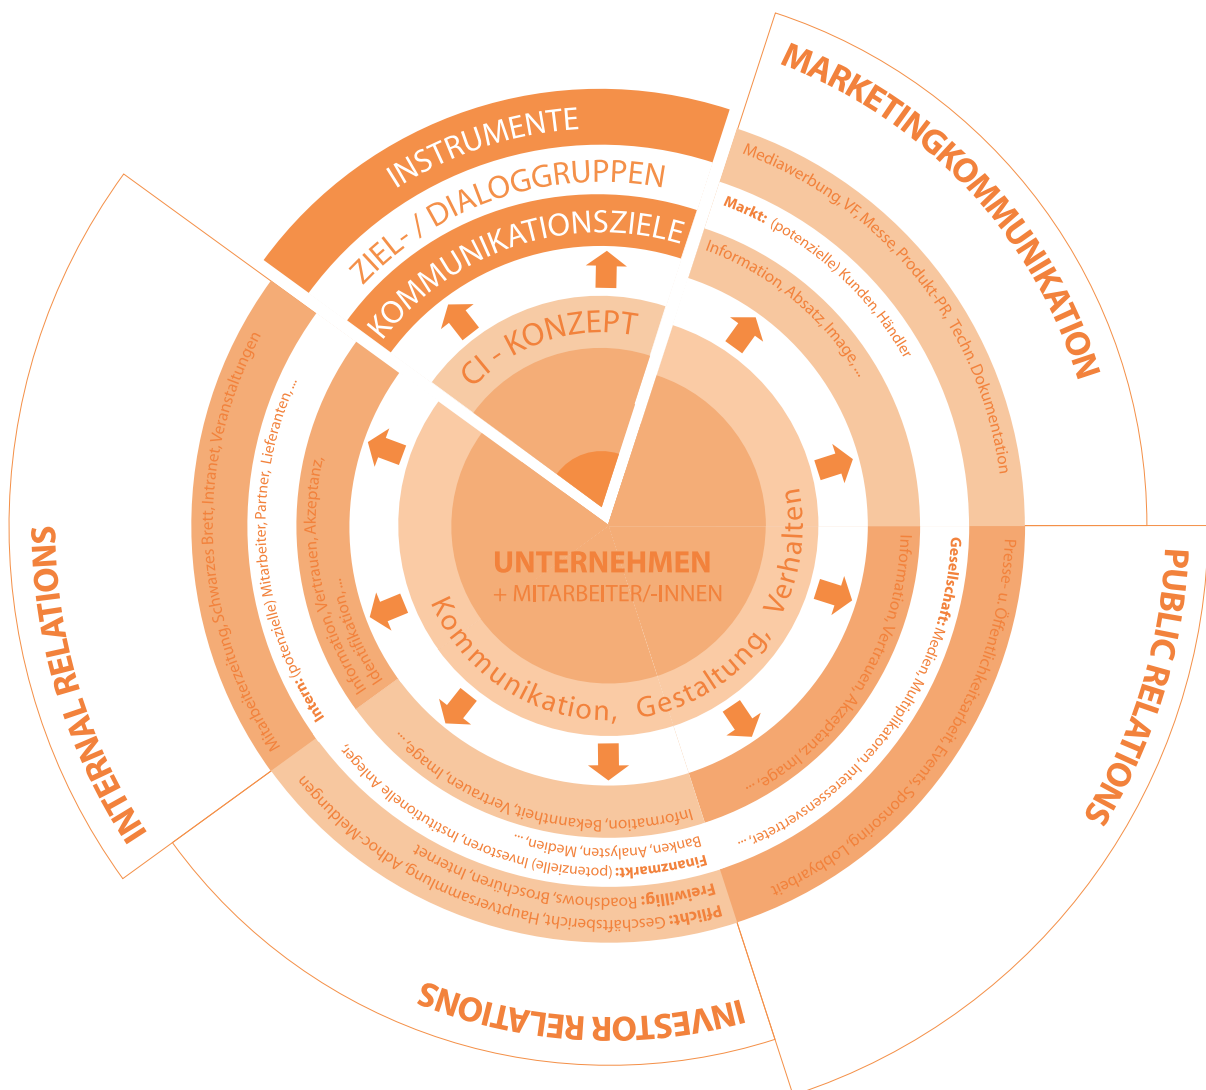 INSTRUMENTE
ZIEL- / DIALOGGRUPPEN
KOMMUNIKATIONSZIELE
CI - KONZEPT
UNTERNEHMEN
+ MITARBEITER/-INNEN
Kommunikation, Gestaltung, Verhalten
MARKETINGKOMMUNIKATION
Mediawerbung, VF, Messe, Produkt-PR, Techn. Dokumentation
Markt: (potenzielle) Kunden, Händler
Information, Absatz, Image, ...
PUBLIC RELATIONS
Presse- u. Öffentlichkeitsarbeit, Events, Sponsoring, Lobbyarbeit
Gesellschaft: Medien, Multiplikatoren, Interessensvertreter, ...
Information, Vertrauen, Akzeptanz, Image, ...
INVESTOR RELATIONS
Pflicht: Geschäftsbericht, Hauptversammlung, Adhoc-Meldungen
Freiwillig: Roadshows, Broschüren, Internet
Finanzmarkt: (potenzielle) Investoren, Institutionelle Anleger,
Banken, Analysten, Medien, ...
Information, Bekanntheit, Vertrauen, Image, ...
INTERNAL RELATIONS
Mitarbeiterzeitung, Schwarzes Brett, Intranet, Veranstaltungen
Intern: (potenzielle) Mitarbeiter, Partner, Lieferanten, ...
Information, Vertrauen, Akzeptanz,
Identifikation, ...